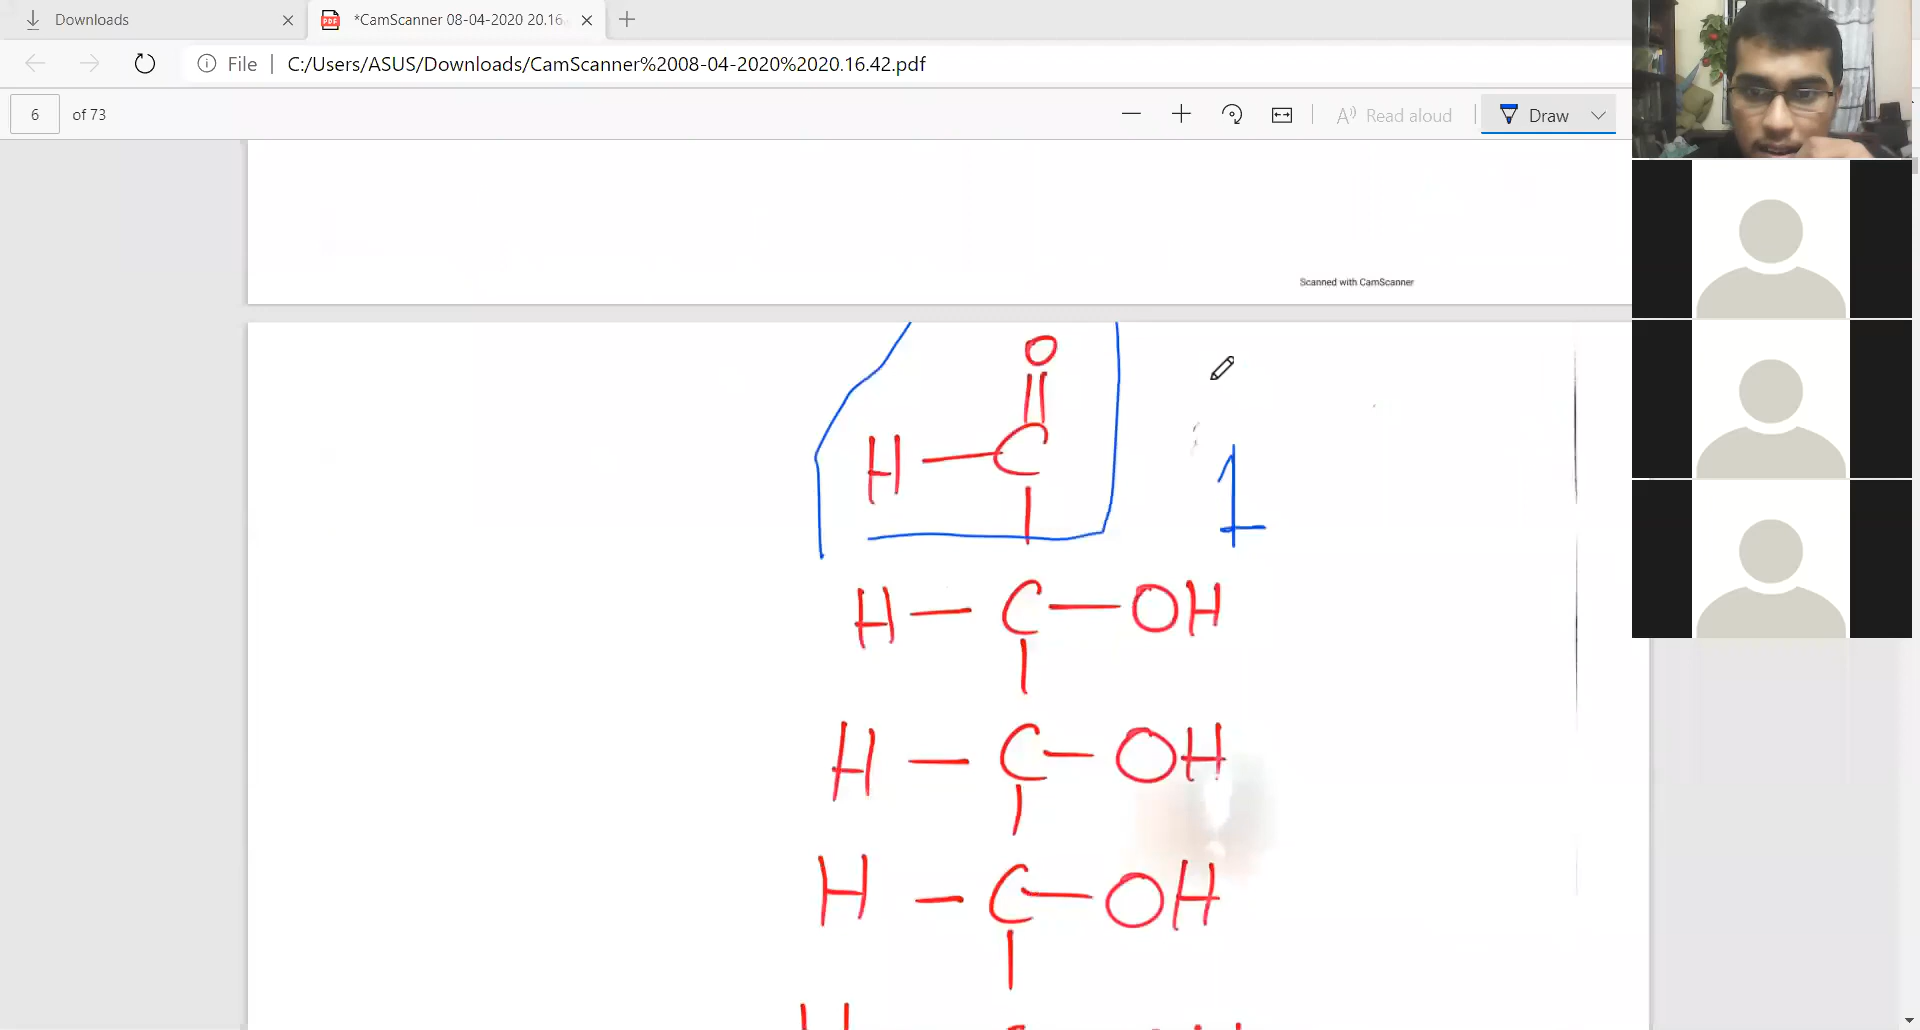 Downloads
*CamScanner 08-04-2020 20.16
File
C:/Users/ASUS/Downloads/CamScanner%2008-04-2020%2020.16.42.pdf
6 of 73
Read aloud
Draw
Scanned with CamScanner
O
H — C
1
H — C — OH
H — C — OH
H — C — OH